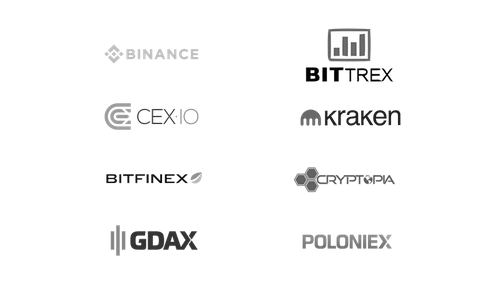 BINANCE
BITTREX
CEX·IO
kraken
BITFINEX
CRYPTOPIA
GDAX
POLONIEX